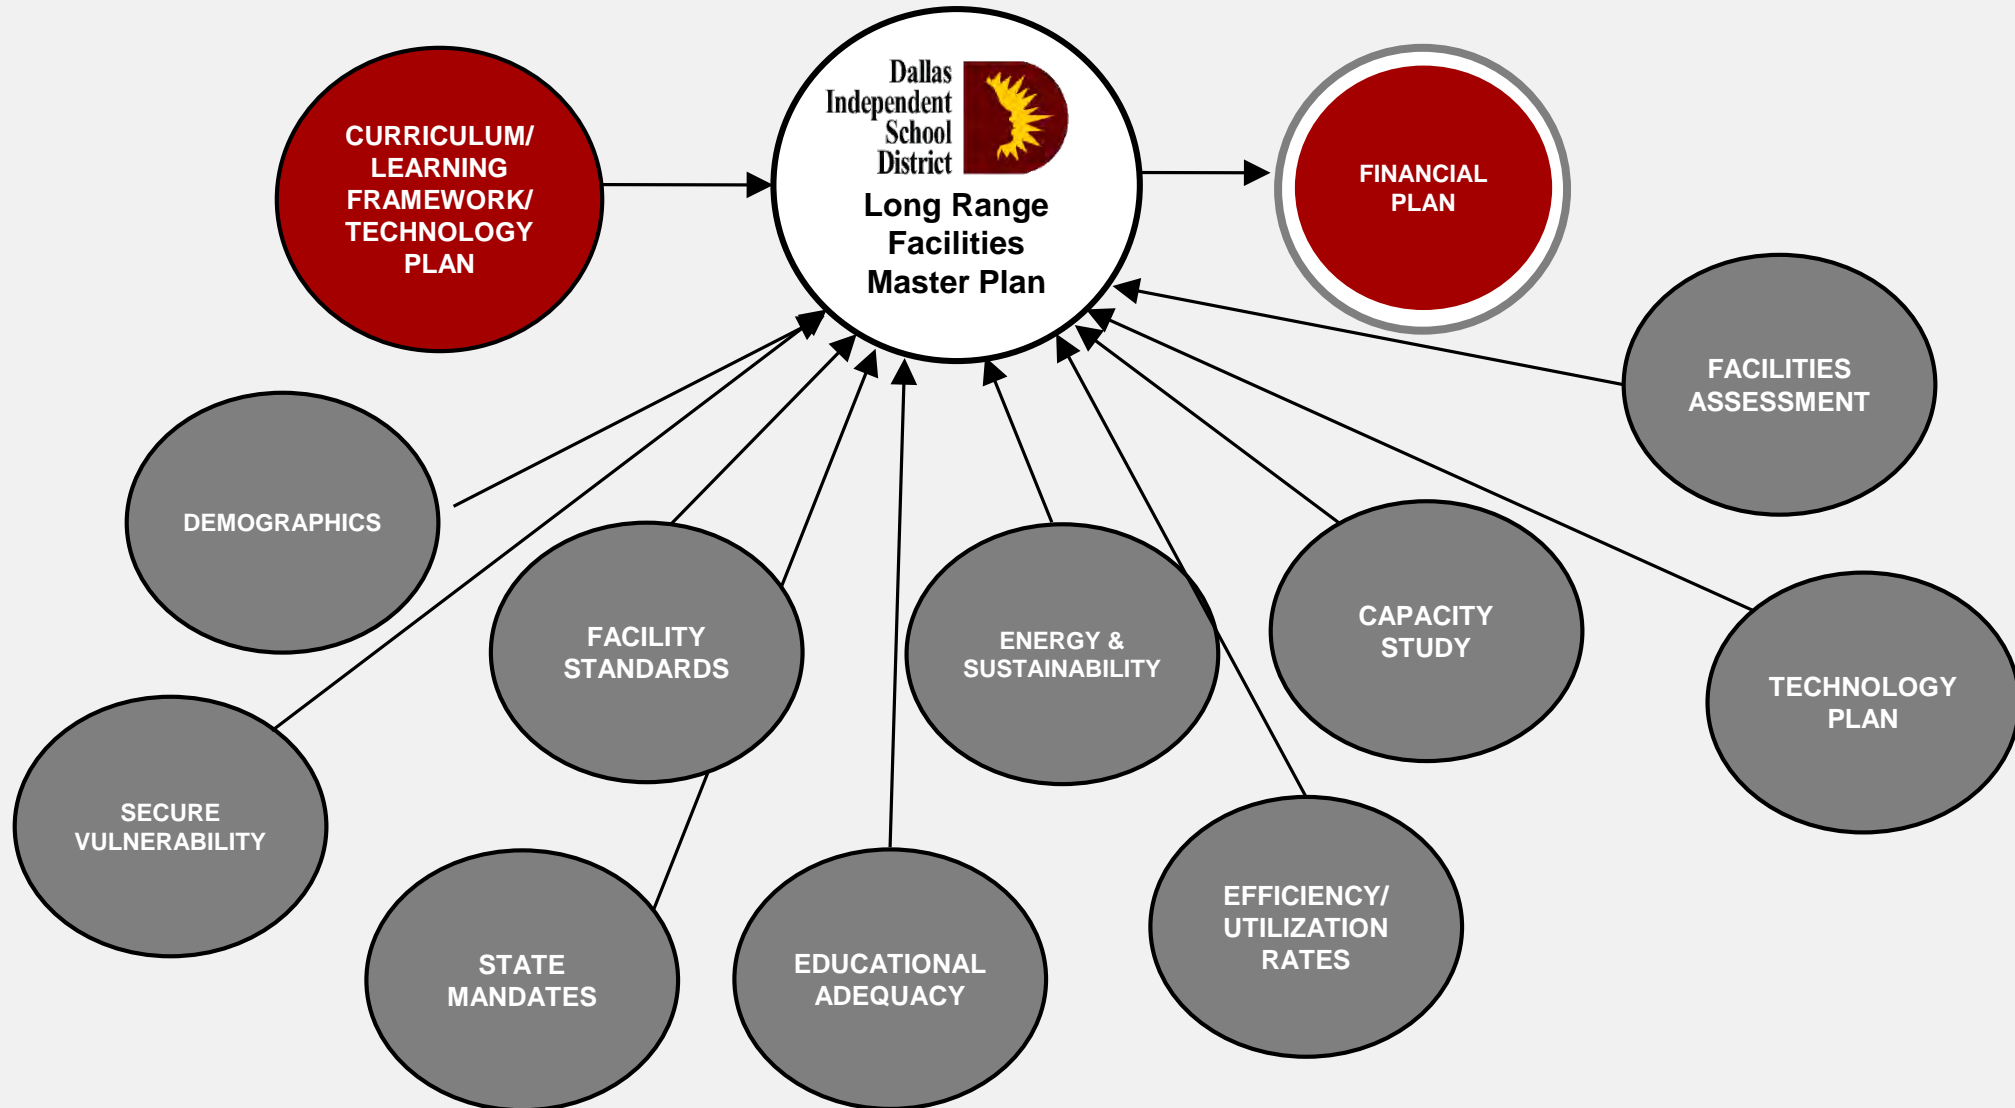 Dallas
Independent
School
District
Long Range
Facilities
Master Plan
CURRICULUM/
LEARNING
FRAMEWORK/
TECHNOLOGY
PLAN
FINANCIAL
PLAN
FACILITIES
ASSESSMENT
DEMOGRAPHICS
FACILITY
STANDARDS
ENERGY &
SUSTAINABILITY
CAPACITY
STUDY
TECHNOLOGY
PLAN
SECURE
VULNERABILITY
STATE
MANDATES
EDUCATIONAL
ADEQUACY
EFFICIENCY/
UTILIZATION
RATES